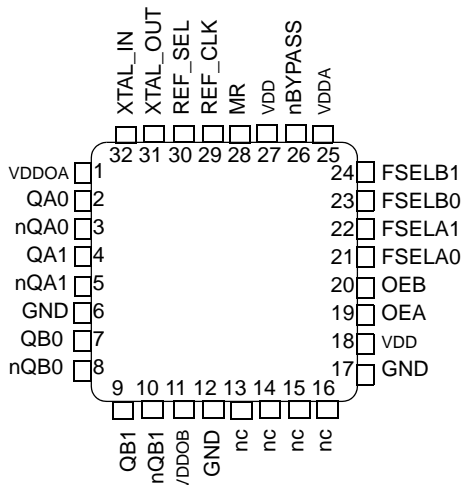 XTAL_IN
XTAL_OUT
REF_SEL
REF_CLK
MR
VDD
nBYPASS
VDDA
32 31 30 29 28 27 26 25
VDDOA 1
QA0 2
nQA0 3
QA1 4
nQA1 5
GND 6
QB0 7
nQB0 8
24 FSELB1
23 FSELB0
22 FSELA1
21 FSELA0
20 OEB
19 OEA
18 VDD
17 GND
9 10 11 12 13 14 15 16
QB1
nQB1
VDDOB
GND
nc
nc
nc
nc